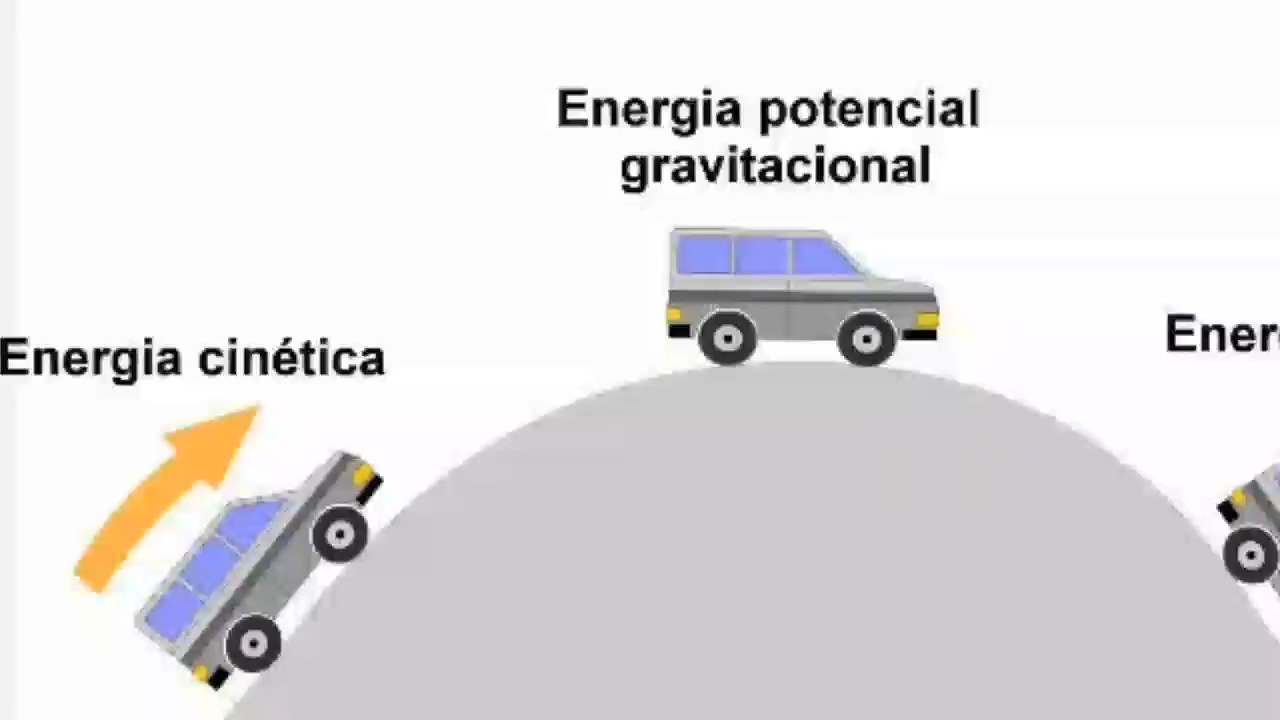 Energia potencial
gravitacional
Energia cinética